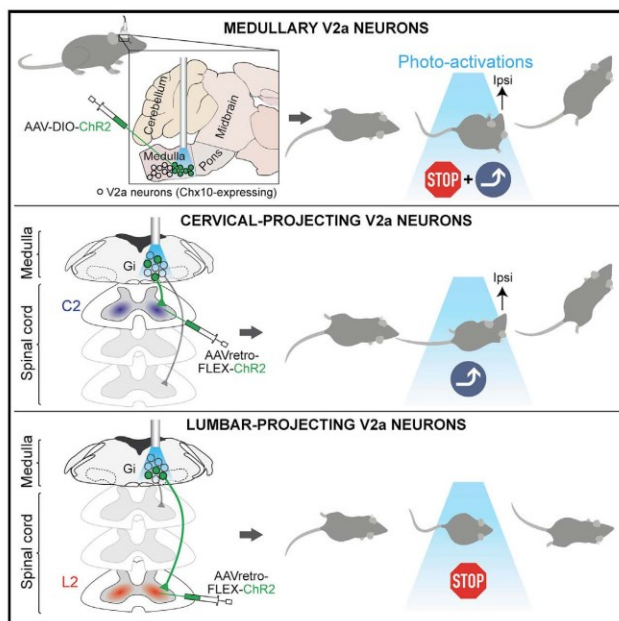 MEDULLARY V2a NEURONS
Photo-activations
Ipsi
AAV-DIO-ChR2
Cerebellum
Midbrain
Medulla
Pons
V2a neurons (Chx10-expressing)
STOP
+
CERVICAL-PROJECTING V2a NEURONS
Medulla
Spinal cord
Gi
C2
AAVretro-
FLEX-ChR2
Ipsi
LUMBAR-PROJECTING V2a NEURONS
Medulla
Spinal cord
Gi
L2
AAVretro-
FLEX-ChR2
STOP